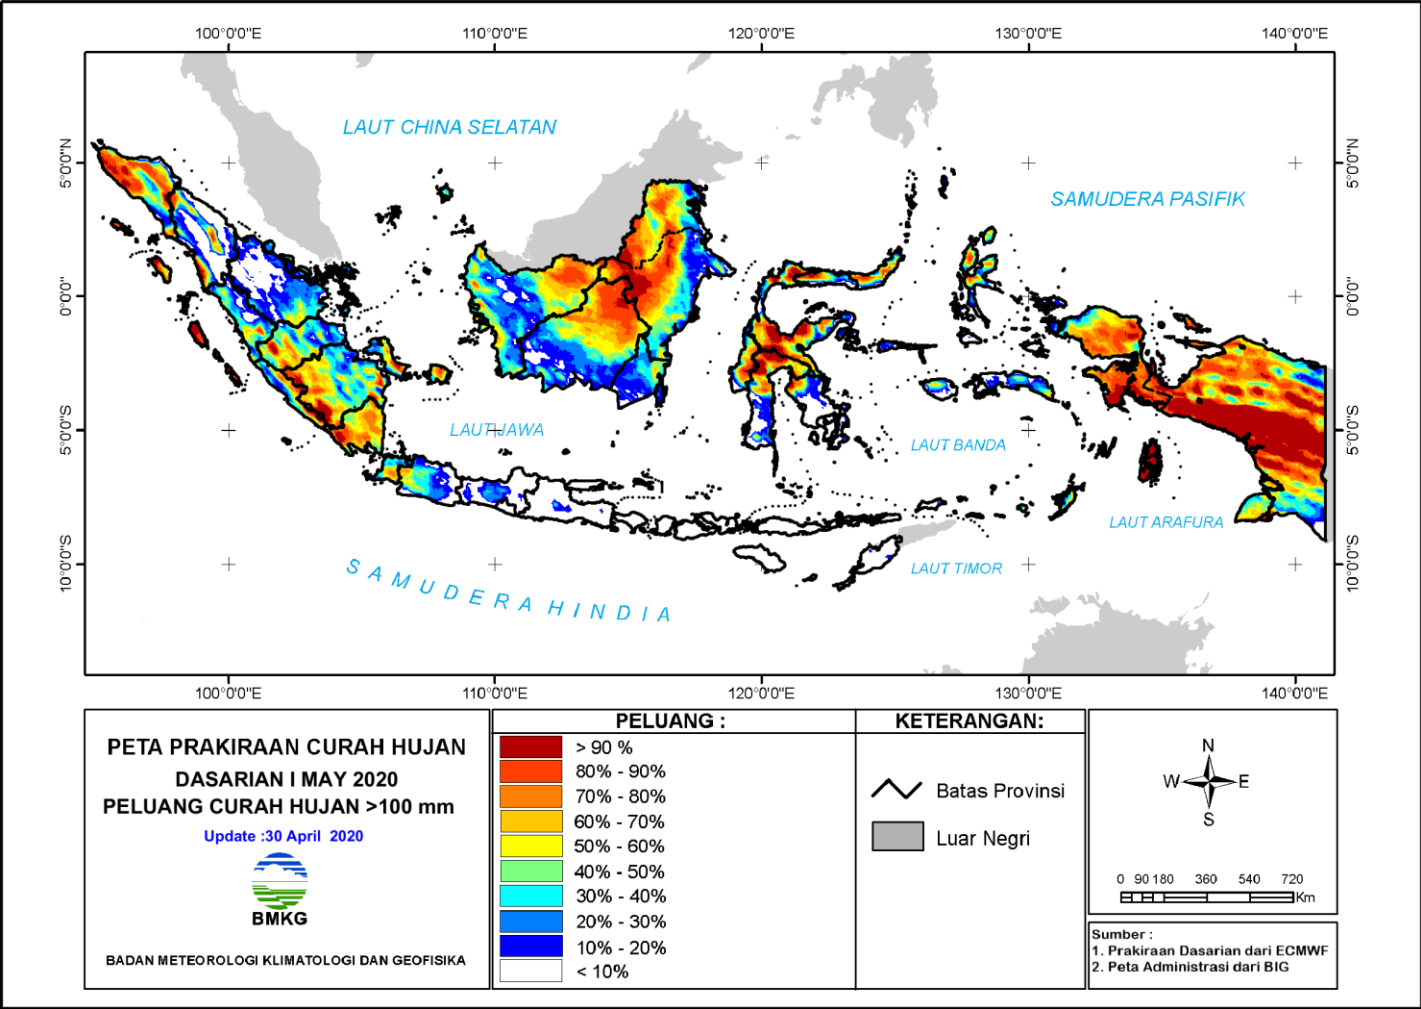 100°0'0"E 110°0'0"E 120°0'0"E 130°0'0"E 140°0'0"E
LAUT CHINA SELATAN
5°0'0"N 5°0'0"N
SAMUDERA PASIFIK
0°0'0" 0°0'0"
LAUT JAWA
5°0'0"S 5°0'0"S
LAUT BANDA
LAUT ARAFURA
10°0'0"S 10°0'0"S
LAUT TIMOR
SAMUDERA HINDIA
100°0'0"E 110°0'0"E 120°0'0"E 130°0'0"E 140°0'0"E
PETA PRAKIRAAN CURAH HUJAN
DASARIAN I MAY 2020
PELUANG CURAH HUJAN >100 mm
Update :30 April 2020
BMKG
BADAN METEOROLOGI KLIMATOLOGI DAN GEOFISIKA
PELUANG :
> 90 %
80% - 90%
70% - 80%
60% - 70%
50% - 60%
40% - 50%
30% - 40%
20% - 30%
10% - 20%
< 10%
KETERANGAN:
Batas Provinsi
Luar Negri
N
W E
S
0 90 180 360 540 720
Km
Sumber :
1. Prakiraan Dasarian dari ECMWF
2. Peta Administrasi dari BIG